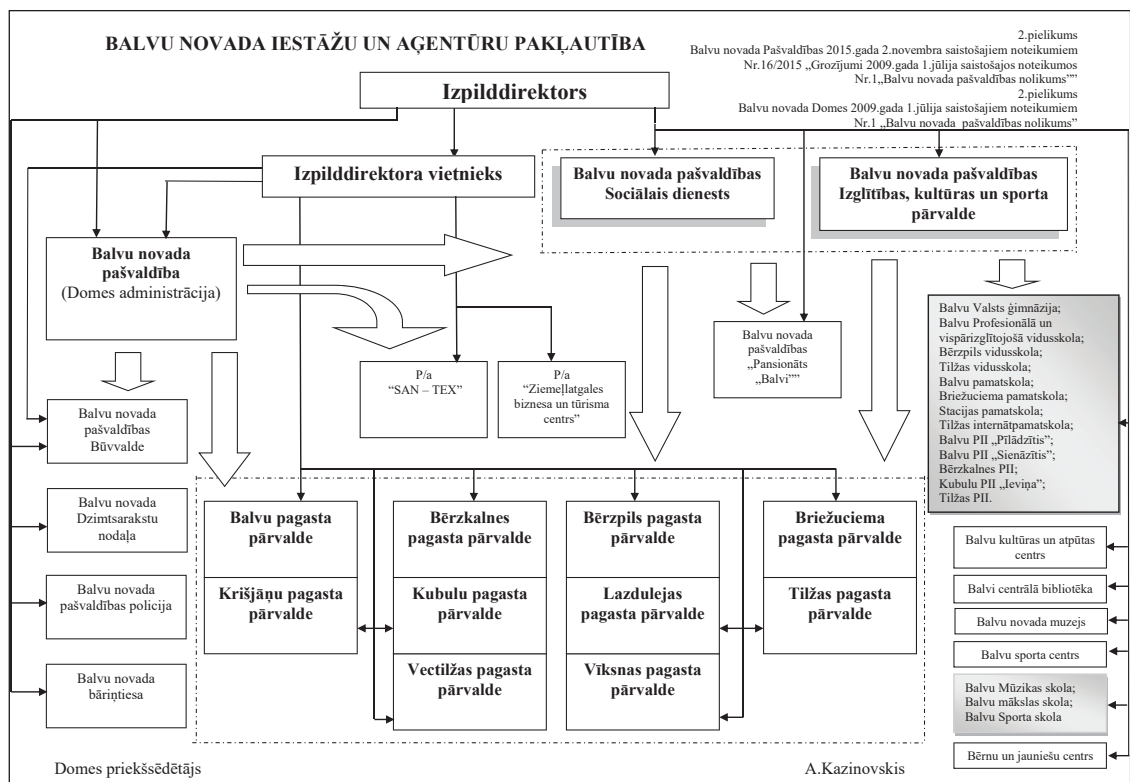 BALVU NOVADA IESTĀŽU UN AĢENTŪRU PAKĻAUTĪBA
2.pielikums
Balvu novada Pašvaldības 2015.gada 2.novembra saistošajiem noteikumiem
Nr.16/2015 „Grozījumi 2009.gada 1.jūlija saistošajos noteikumos
Nr.1„Balvu novada pašvaldības nolikums””
2.pielikums
Balvu novada Domes 2009.gada 1.jūlija saistošajiem noteikumiem
Nr.1 „Balvu novada pašvaldības nolikums”
Izpilddirektors
Izpilddirektora vietnieks
Balvu novada pašvaldības
Sociālais dienests
Balvu novada pašvaldības
Izglītības, kultūras un sporta
pārvalde
Balvu novada
pašvaldība
(Domes administrācija)
P/a
“SAN – TEX”
P/a
“Ziemeļlatgales
biznesa un tūrisma
centrs”
Balvu novada
pašvaldības
„Pansionāts
„Balvi””
Balvu Valsts ģimnāzija;
Balvu Profesionālā un
vispārizglītojošā vidusskola;
Bērzpils vidusskola;
Tilžas vidusskola;
Balvu pamatskola;
Briežuciema pamatskola;
Stacijas pamatskola;
Tilžas internātpamatskola;
Balvu PII „Pīlādzītis”;
Balvu PII „Sienāzītis”;
Bērzkalnes PII;
Kubulu PII „Ieviņa”;
Tilžas PII.
Balvu novada
pašvaldības
Būvvalde
Balvu novada
Dzimtsarakstu
nodaļa
Balvu novada
pašvaldības policija
Balvu novada
bāriņtiesa
Balvu pagasta
pārvalde
Krišjāņu pagasta
pārvalde
Bērzkalnes
pagasta pārvalde
Kubulu pagasta
pārvalde
Vectilžas pagasta
pārvalde
Bērzpils pagasta
pārvalde
Lazdulejas
pagasta pārvalde
Vīksnas pagasta
pārvalde
Briežuciema
pagasta pārvalde
Tilžas pagasta
pārvalde
Balvu kultūras un atpūtas
centrs
Balvi centrālā bibliotēka
Balvu novada muzejs
Balvu sporta centrs
Balvu Mūzikas skola;
Balvu mākslas skola;
Balvu Sporta skola
Bērnu un jauniešu centrs
Domes priekšsēdētājs
A.Kazinovskis